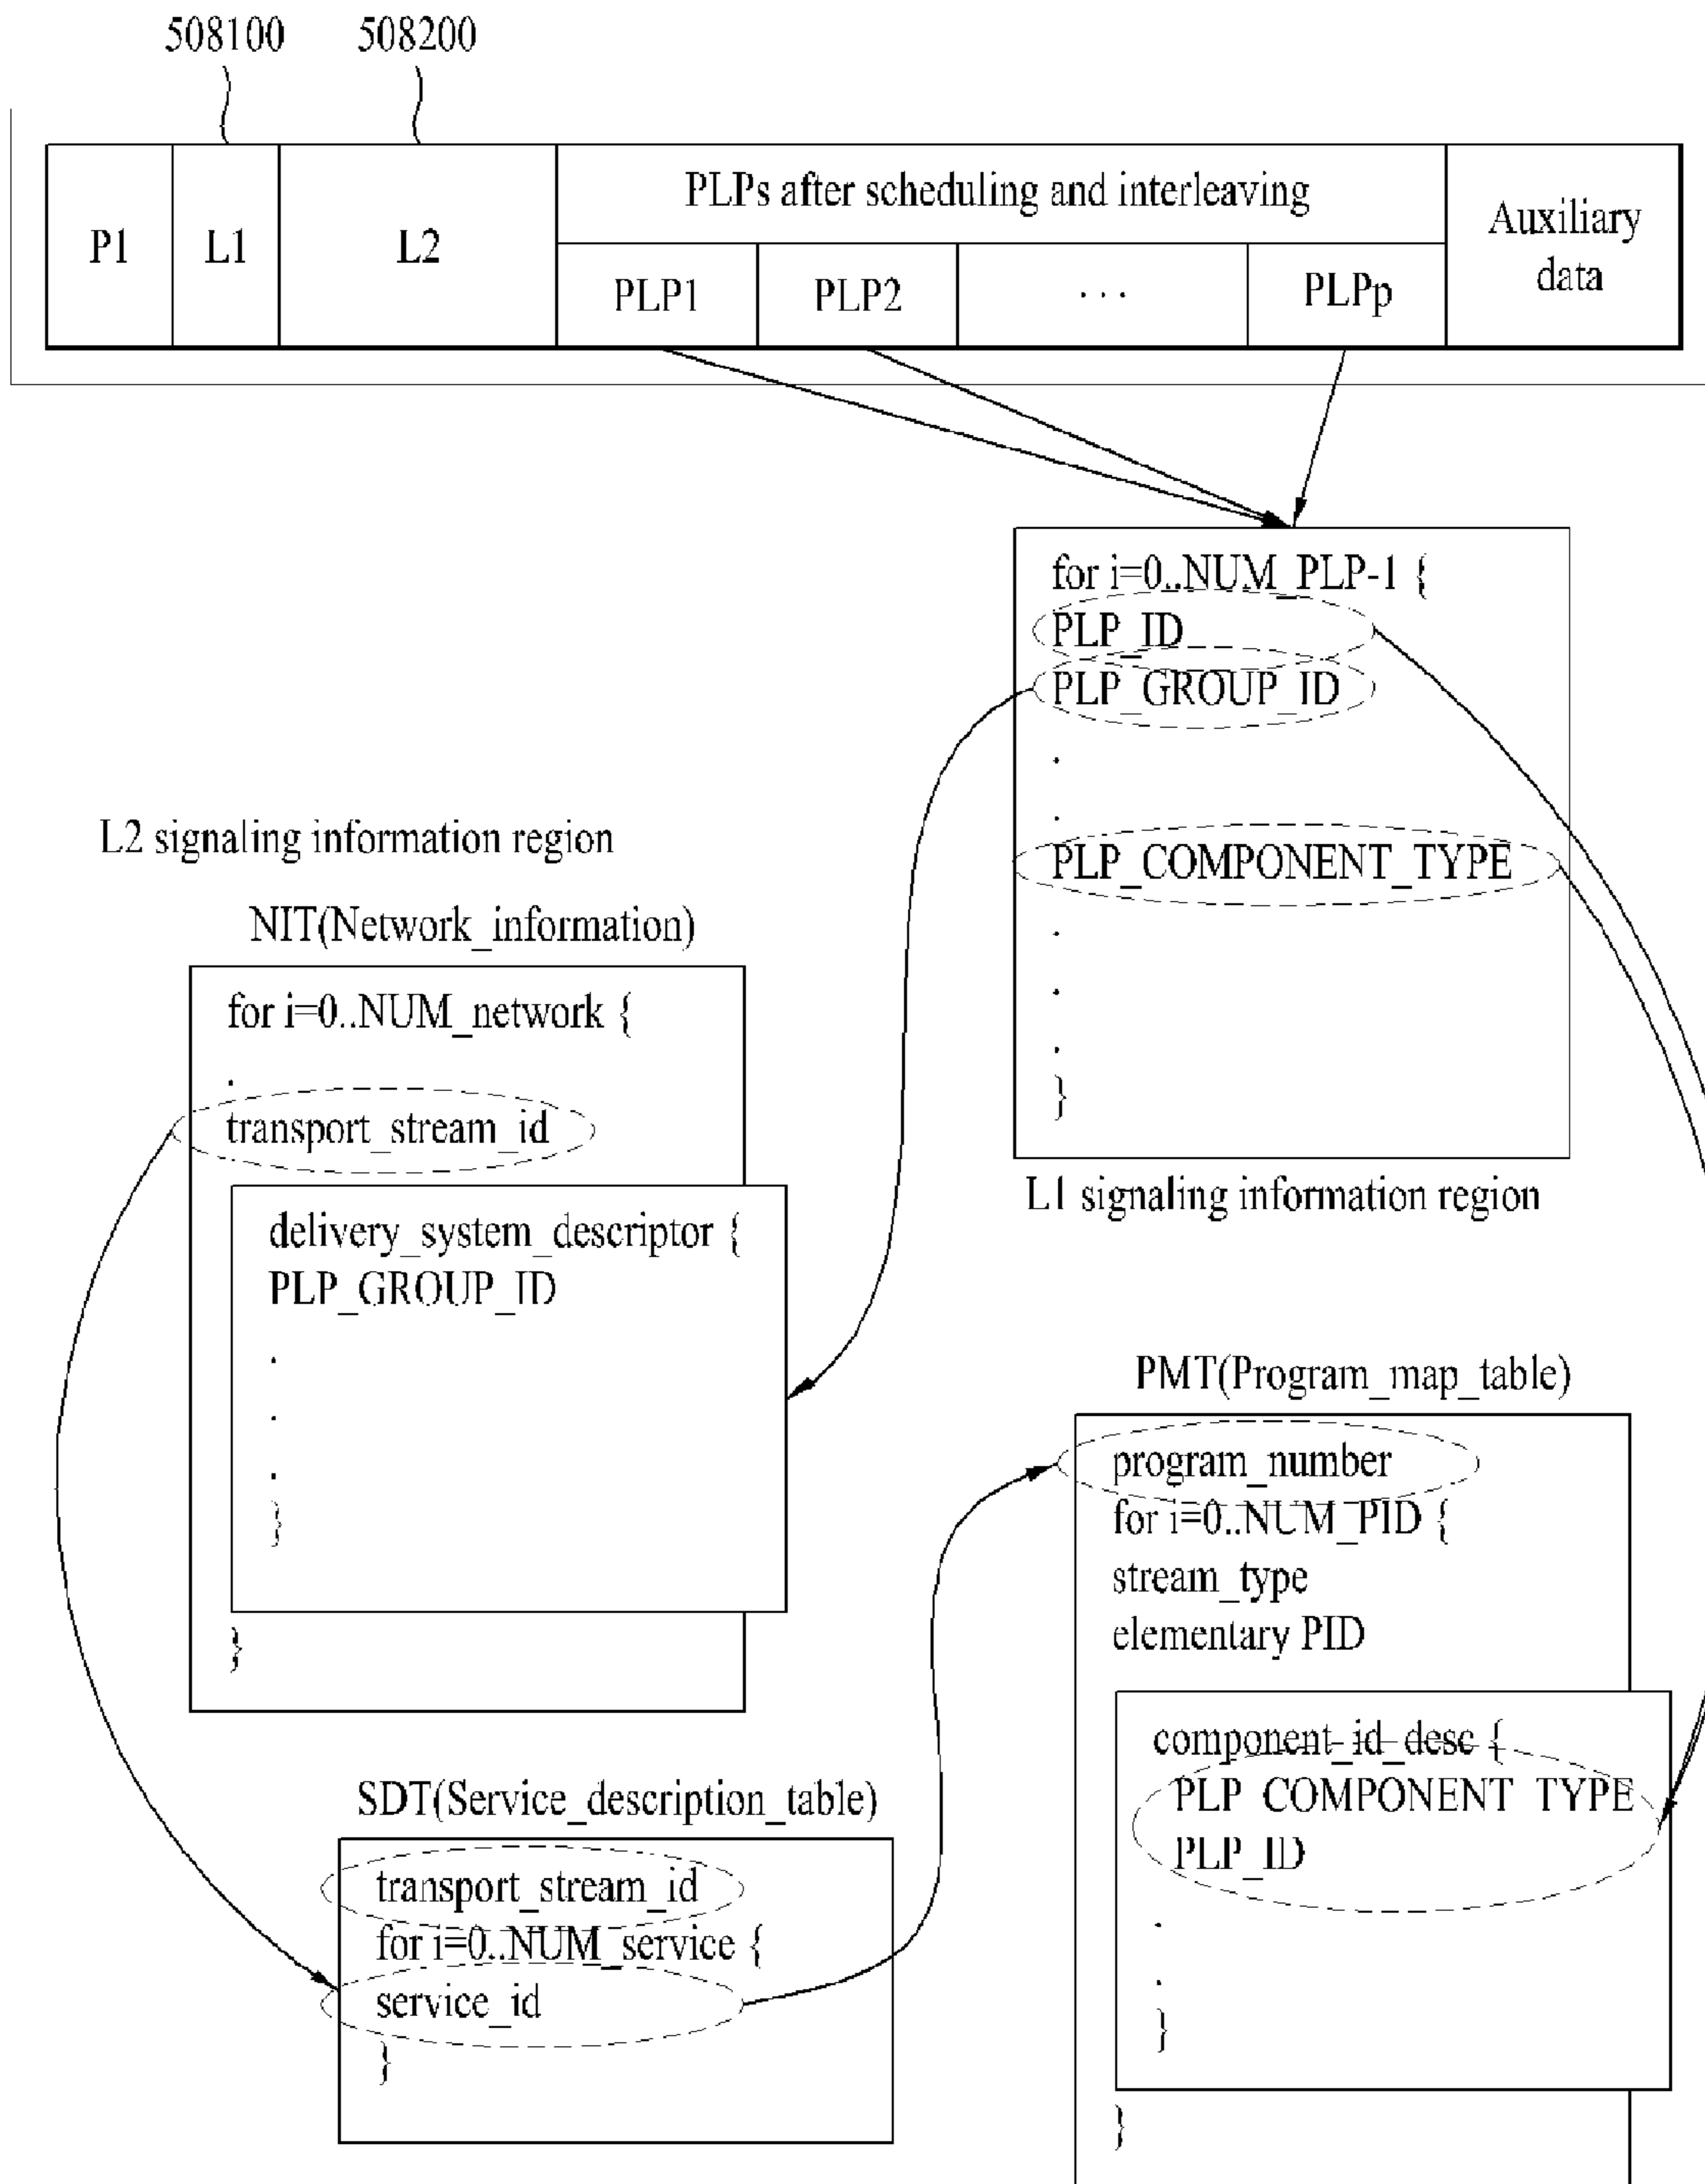 508100 508200
P1
L1
L2
PLPs after scheduling and interleaving
PLP1
PLP2
. . .
PLPp
Auxiliary
data
for i=0..NUM_PLP-1 {
PLP_ID
PLP_GROUP_ID
.
.
PLP_COMPONENT_TYPE
.
.
.
}
L1 signaling information region
L2 signaling information region
NIT(Network_information)
for i=0..NUM_network {
.
transport_stream_id
delivery_system_descriptor {
PLP_GROUP_ID
.
.
.
}
}
SDT(Service_description_table)
transport_stream_id
for i=0..NUM_service {
service_id
}
PMT(Program_map_table)
program_number
for i=0..NUM_PID {
stream_type
elementary PID
component_id_desc {
PLP_COMPONENT_TYPE
PLP_ID
.
.
}
}